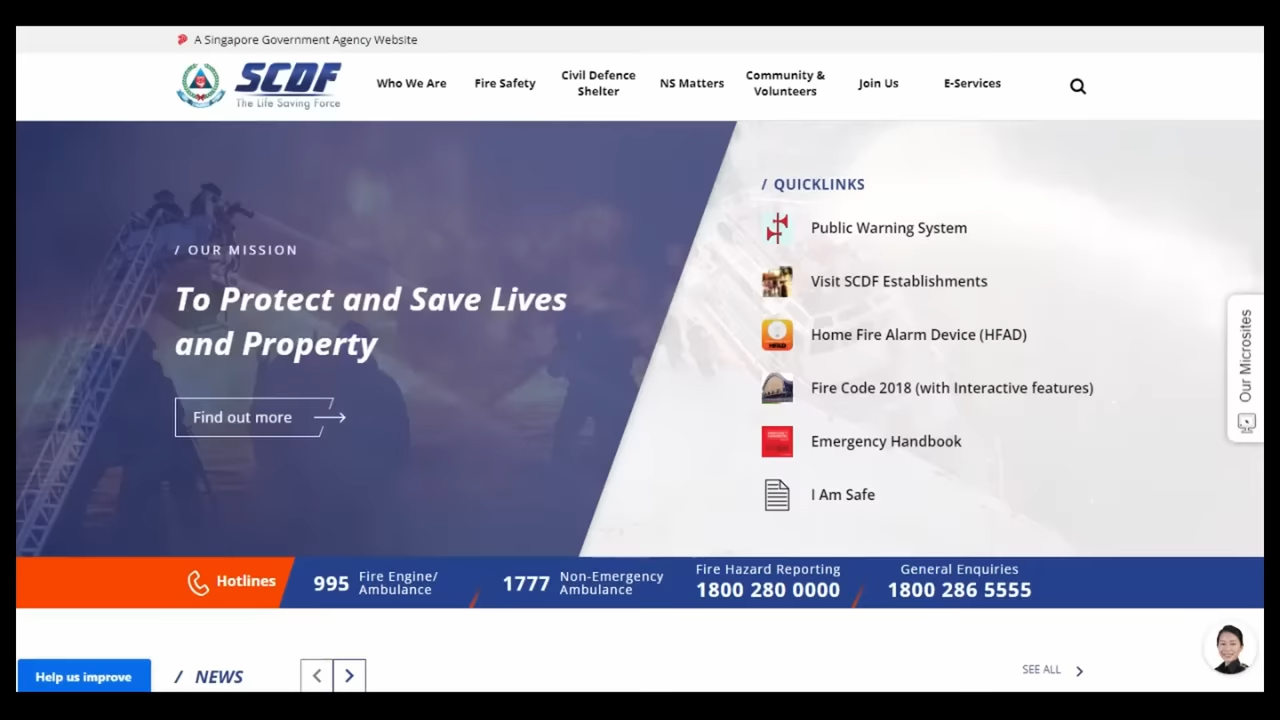 A Singapore Government Agency Website
SCDF
The Life Saving Force
Who We Are
Fire Safety
Civil Defence
Shelter
NS Matters
Community &
Volunteers
Join Us
E-Services
/ QUICKLINKS
Public Warning System
Visit SCDF Establishments
HFAD
Home Fire Alarm Device (HFAD)
Fire Code 2018 (with Interactive features)
Emergency Handbook
I Am Safe
/ OUR MISSION
To Protect and Save Lives
and Property
Find out more
Our Microsites
Hotlines
995 Fire Engine/
Ambulance
1777 Non-Emergency
Ambulance
Fire Hazard Reporting
1800 280 0000
General Enquiries
1800 286 5555
Help us improve
/ NEWS
SEE ALL